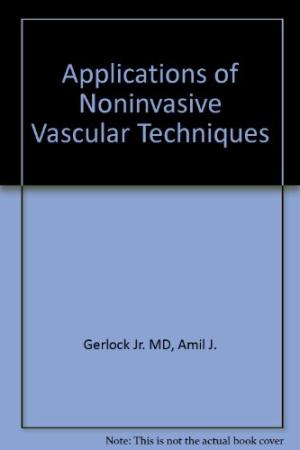 Applications of
Noninvasive
Vascular Techniques
Gerlock Jr. MD, Amil J.
Note: This is not the actual book cover